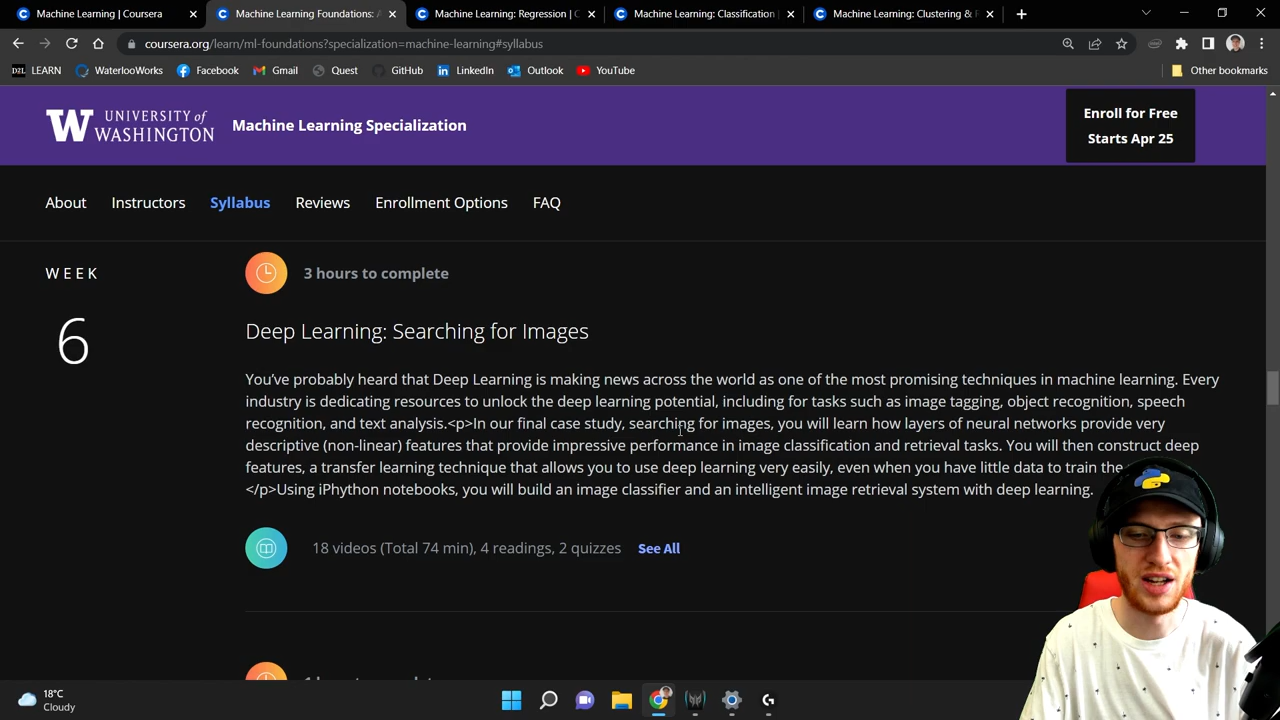 Machine Learning | Coursera
Machine Learning Foundations: A
Machine Learning: Regression | C
Machine Learning: Classification |
Machine Learning: Clustering & F
coursera.org/learn/ml-foundations?specialization=machine-learning#syllabus
D2L LEARN
WaterlooWorks
Facebook
Gmail
Quest
GitHub
LinkedIn
Outlook
YouTube
Other bookmarks
W UNIVERSITY of
WASHINGTON
Machine Learning Specialization
Enroll for Free
Starts Apr 25
About
Instructors
Syllabus
Reviews
Enrollment Options
FAQ
WEEK
6
3 hours to complete
Deep Learning: Searching for Images
You’ve probably heard that Deep Learning is making news across the world as one of the most promising techniques in machine learning. Every
industry is dedicating resources to unlock the deep learning potential, including for tasks such as image tagging, object recognition, speech
recognition, and text analysis.<p>In our final case study, searching for images, you will learn how layers of neural networks provide very
descriptive (non-linear) features that provide impressive performance in image classification and retrieval tasks. You will then construct deep
features, a transfer learning technique that allows you to use deep learning very easily, even when you have little data to train the
</p>Using iPhython notebooks, you will build an image classifier and an intelligent image retrieval system with deep learning.
18 videos (Total 74 min), 4 readings, 2 quizzes
See All
18°C
Cloudy